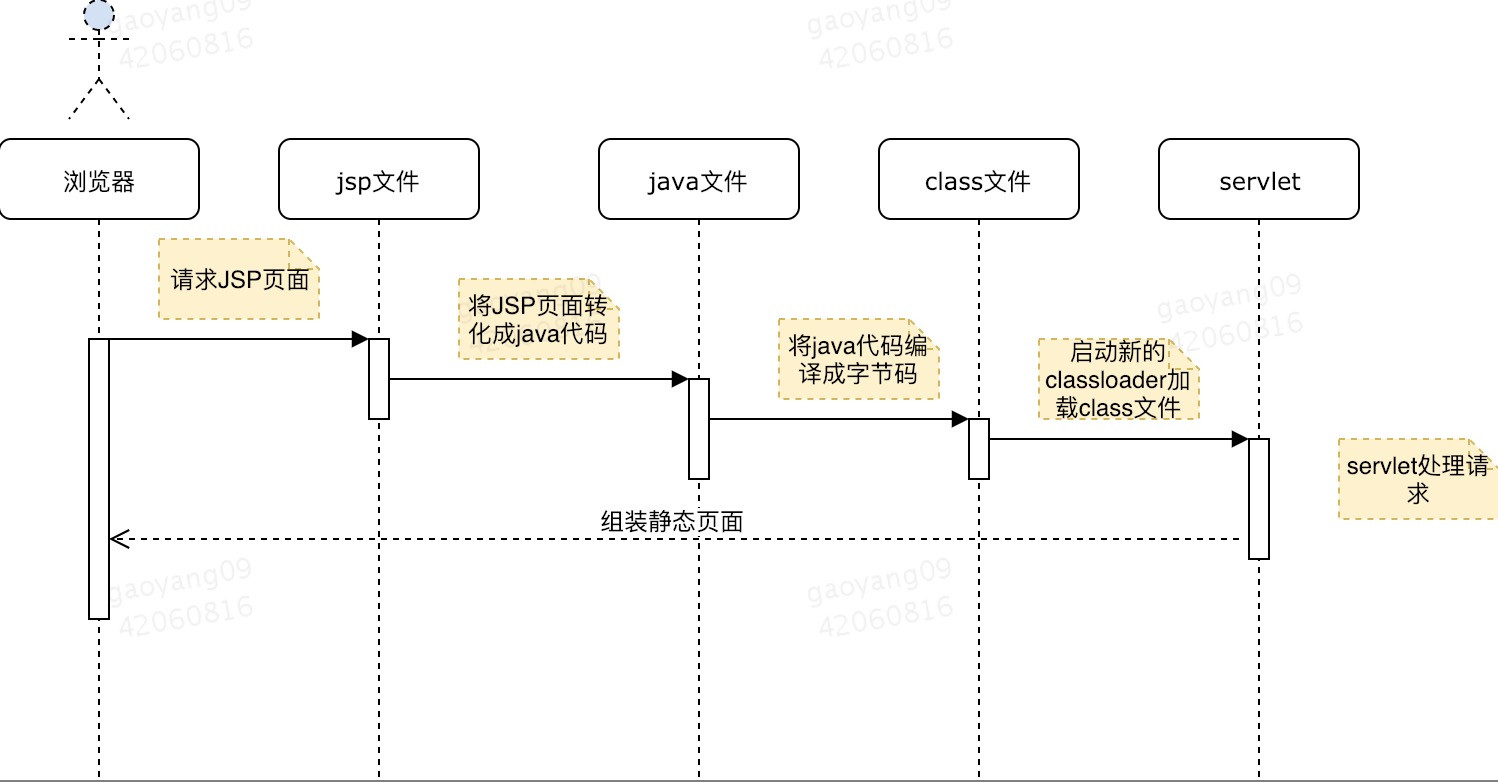 gaoyang09
42060816
gaoyang09
42060816
浏览器
jsp文件
java文件
class文件
servlet
请求JSP页面
将JSP页面转
化成java代码
将java代码编
译成字节码
启动新的
classloader加
载class文件
gaoyang09
42060816
servlet处理请
求
组装静态页面
gaoyang09
42060816
gaoyang09
42060816